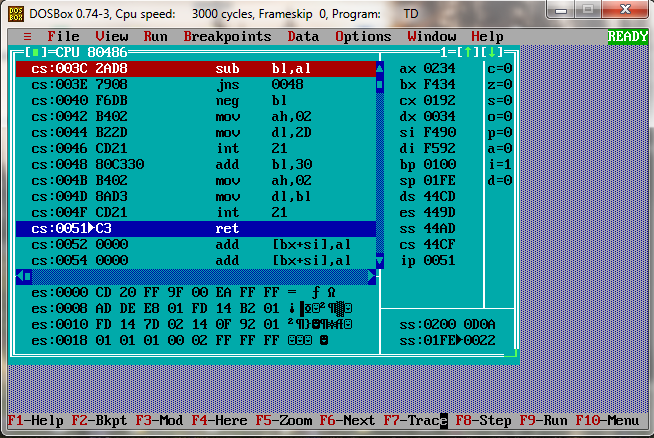 DOSBox 0.74-3, Cpu speed: 3000 cycles, Frameskip 0, Program: TD
≡ File View Run Breakpoints Data Options Window Help READY
[■]=CPU 80486 1=[↑][↓]
cs:003C 2AD8 sub bl,al ax 0234 c=0
cs:003E 7908 jns 0048 bx F434 z=0
cs:0040 F6DB neg bl cx 0192 s=0
cs:0042 B402 mov ah,02 dx 0034 o=0
cs:0044 B22D mov dl,2D si F490 p=0
cs:0046 CD21 int 21 di F592 a=0
cs:0048 80C330 add bl,30 bp 0100 i=1
cs:004B B402 mov ah,02 sp 01FE d=0
cs:004D 8AD3 mov dl,bl ds 44CD
cs:004F CD21 int 21 es 449D
cs:0051►C3 ret ss 44AD
cs:0052 0000 add [bx+si],al cs 44CF
cs:0054 0000 add [bx+si],al ip 0051
es:0000 CD 20 FF 9F 00 EA FF FF = ƒ Ω
es:0008 AD DE E8 01 FD 14 B2 01
es:0010 FD 14 7D 02 14 0F 92 01
es:0018 01 01 01 00 02 FF FF FF
ss:0200 0D0A
ss:01FE►0022
F1-Help F2-Bkpt F3-Mod F4-Here F5-Zoom F6-Next F7-Trace F8-Step F9-Run F10-Menu